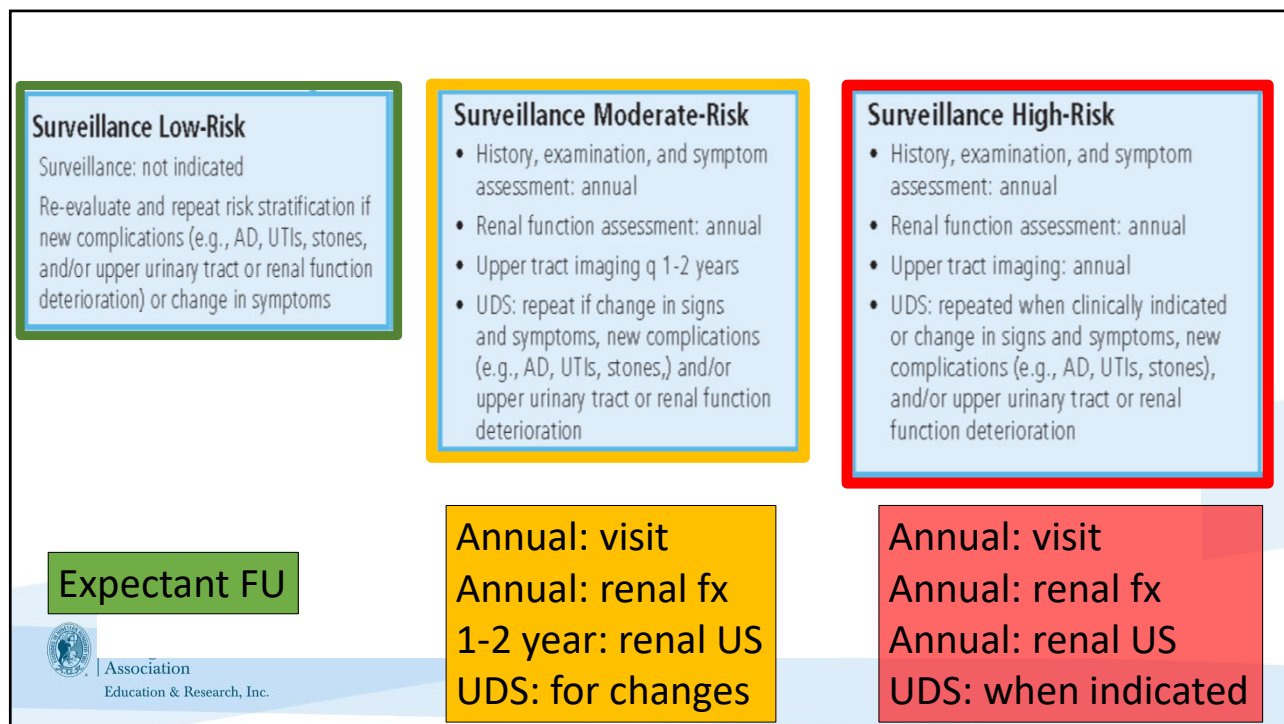 Surveillance Low-Risk
Surveillance: not indicated
Re-evaluate and repeat risk stratification if
new complications (e.g., AD, UTIs, stones,
and/or upper urinary tract or renal function
deterioration) or change in symptoms
Surveillance Moderate-Risk
• History, examination, and symptom
assessment: annual
• Renal function assessment: annual
• Upper tract imaging q 1-2 years
• UDS: repeat if change in signs
and symptoms, new complications
(e.g., AD, UTIs, stones,) and/or
upper urinary tract or renal function
deterioration
Surveillance High-Risk
• History, examination, and symptom
assessment: annual
• Renal function assessment: annual
• Upper tract imaging: annual
• UDS: repeated when clinically indicated
or change in signs and symptoms, new
complications (e.g., AD, UTIs, stones),
and/or upper urinary tract or renal
function deterioration
Expectant FU
Annual: visit
Annual: renal fx
1-2 year: renal US
UDS: for changes
Annual: visit
Annual: renal fx
Annual: renal US
UDS: when indicated
Association
Education & Research, Inc.